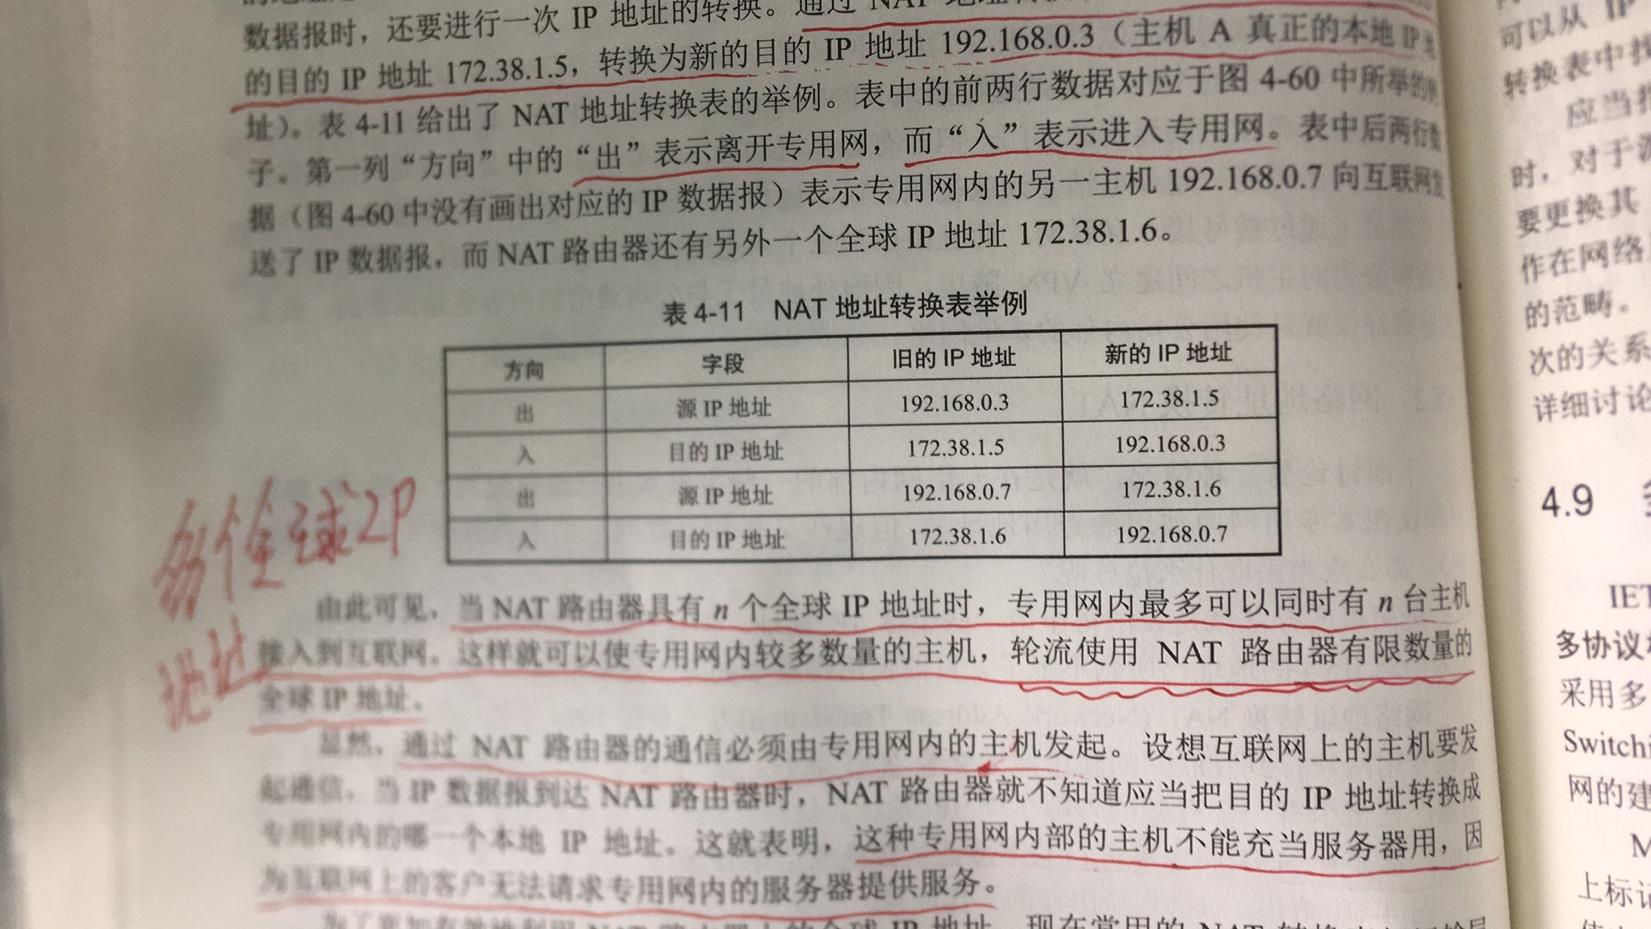 数据报时，还要进行一次 IP 地址的转换。通过 NAT 地址转换
的目的 IP 地址 172.38.1.5，转换为新的目的 IP 地址 192.168.0.3（主机 A 真正的本地 IP 地
址）。表 4-11 给出了 NAT 地址转换表的举例。表中的前两行数据对应于图 4-60 中所举的例
子。第一列“方向”中的“出”表示离开专用网，而“入”表示进入专用网。表中后两行数
据（图 4-60 中没有画出对应的 IP 数据报）表示专用网内的另一主机 192.168.0.7 向互联网发
送了 IP 数据报，而 NAT 路由器还有另外一个全球 IP 地址 172.38.1.6。
表 4-11 NAT 地址转换表举例
方向 字段 旧的 IP 地址 新的 IP 地址
出 源 IP 地址 192.168.0.3 172.38.1.5
入 目的 IP 地址 172.38.1.5 192.168.0.3
出 源 IP 地址 192.168.0.7 172.38.1.6
入 目的 IP 地址 172.38.1.6 192.168.0.7
多个全球IP
地址
由此可见，当 NAT 路由器具有 n 个全球 IP 地址时，专用网内最多可以同时有 n 台主机
接入到互联网。这样就可以使专用网内较多数量的主机，轮流使用 NAT 路由器有限数量的
全球 IP 地址。
显然，通过 NAT 路由器的通信必须由专用网内的主机发起。设想互联网上的主机要发
起通信，当 IP 数据报到达 NAT 路由器时，NAT 路由器就不知道应当把目的 IP 地址转换成
专用网内的哪一个本地 IP 地址。这就表明，这种专用网内部的主机不能充当服务器用，因
为互联网上的客户无法请求专用网内的服务器提供服务。
现在常用的 NAT 转换
可以从 IP
转换表中找
应当指
时，对于源
要更换其
作在网络
的范畴。
次的关系
详细讨论
4.9
IET
多协议
采用多
Switchi
网的建
M
上标记